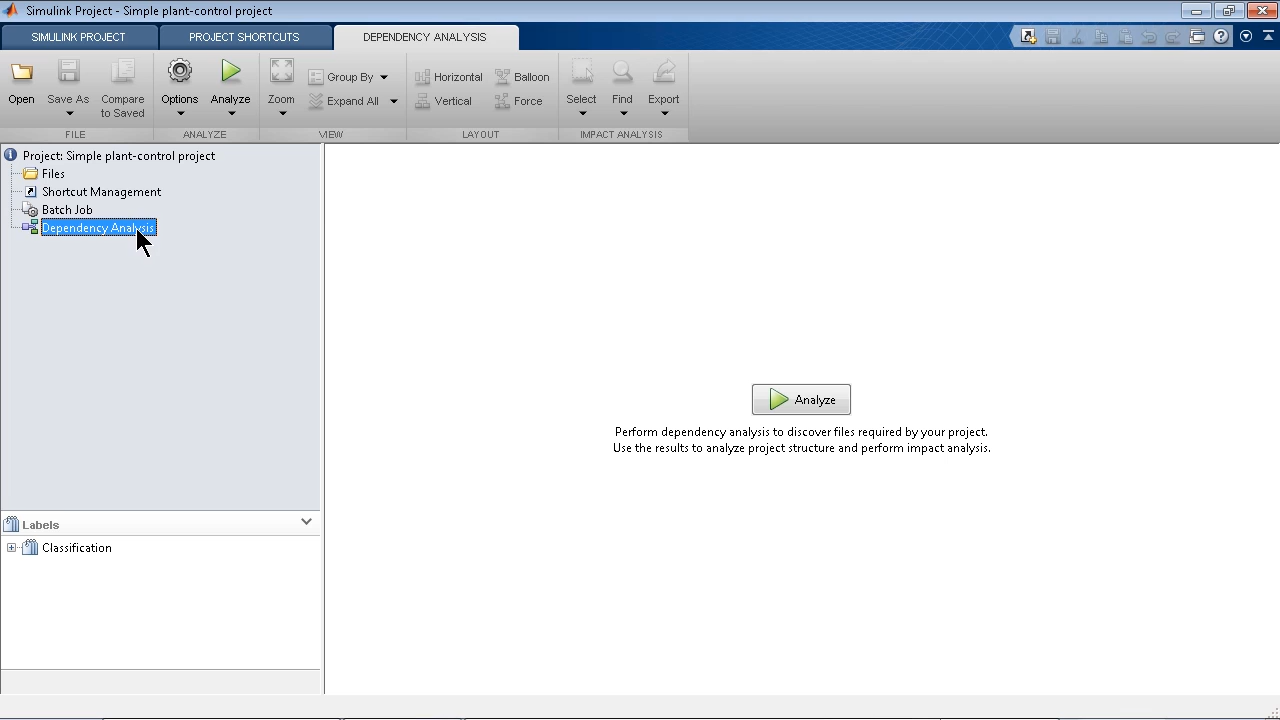 Simulink Project - Simple plant-control project
SIMULINK PROJECT
PROJECT SHORTCUTS
DEPENDENCY ANALYSIS
Open
Save As
Compare
to Saved
Options
Analyze
Zoom
Group By
Expand All
Horizontal
Vertical
Balloon
Force
Select
Find
Export
FILE
ANALYZE
VIEW
LAYOUT
IMPACT ANALYSIS
Project: Simple plant-control project
Files
Shortcut Management
Batch Job
Dependency Analysis
Analyze
Perform dependency analysis to discover files required by your project.
Use the results to analyze project structure and perform impact analysis.
Labels
Classification